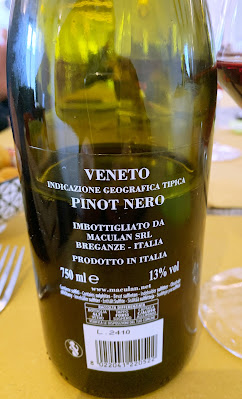 VENETO
INDICAZIONE GEOGRAFICA TIPICA
PINOT NERO
IMBOTTIGLIATO DA
MACULAN SRL
BREGANZE - ITALIA
PRODOTTO IN ITALIA
750 ml e 13% vol
www.maculan.net
L. 2410